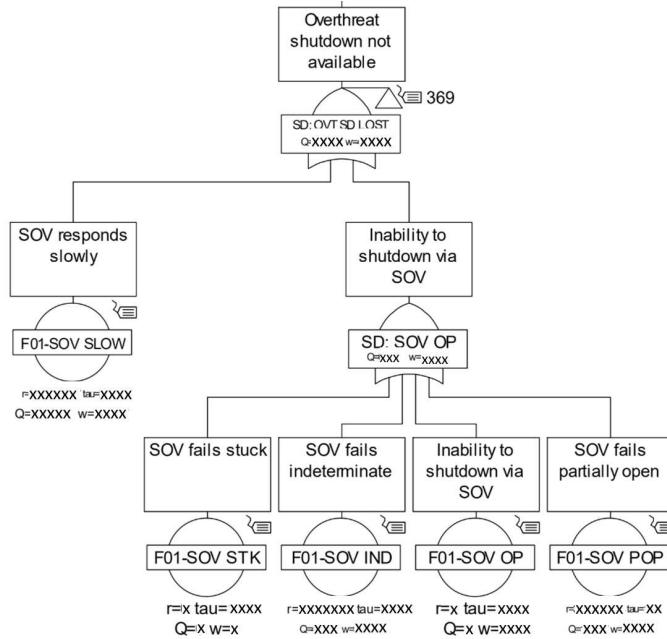 Overthreat
shutdown not
available
369
SD: OVT SD LOST
Q=XXXX w=XXXX
SOV responds
slowly
Inability to
shutdown via
SOV
F01-SOV SLOW
r=XXXXXX tau=XXXX
Q=XXXXX w=XXXX
SD: SOV OP
Q=XXX w=XXXX
SOV fails stuck
SOV fails
indeterminate
Inability to
shutdown via
SOV
SOV fails
partially open
F01-SOV STK
F01-SOV IND
F01-SOV OP
F01-SOV POP
r=x tau= XXXX
Q=x w=x
r=XXXXXXX tau=XXXX
Q=XXX w=XXXX
r=x tau= XXXX
Q=XX w=XXXX
r=XXXXXXX tau=XX
Q=XXX w=XXXX